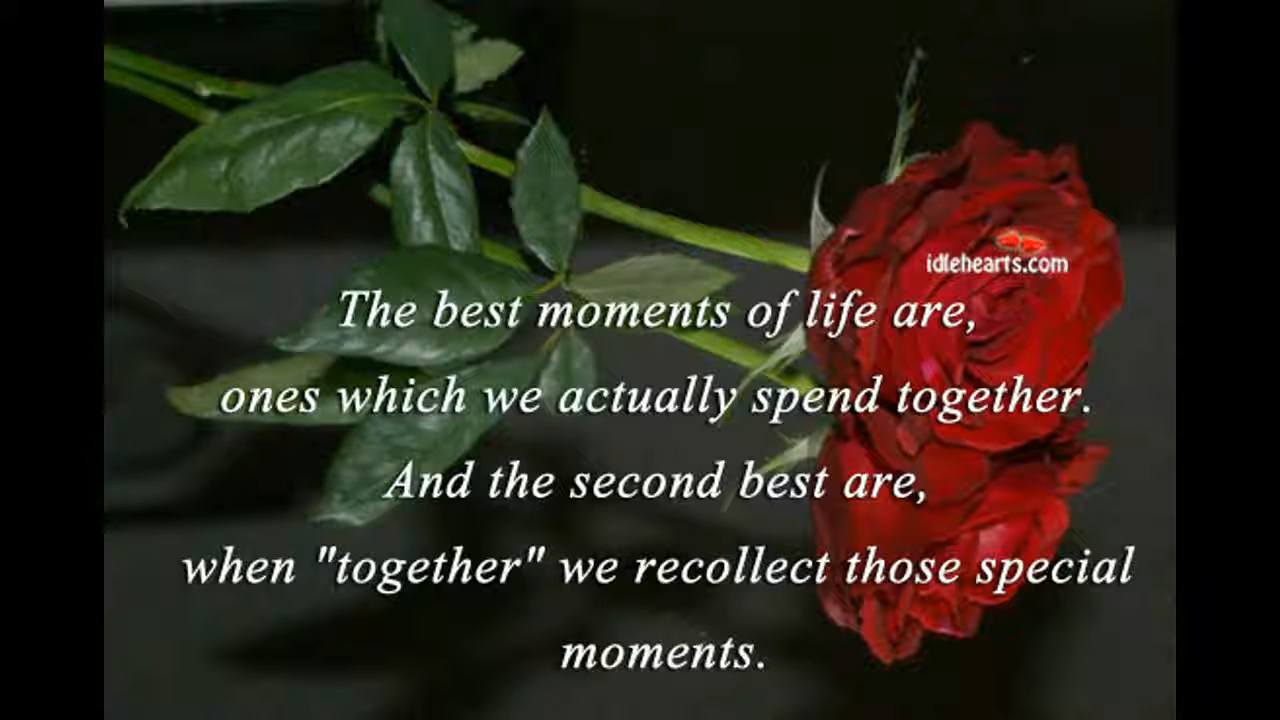 idlehearts.com
The best moments of life are,
ones which we actually spend together.
And the second best are,
when "together" we recollect those special
moments.